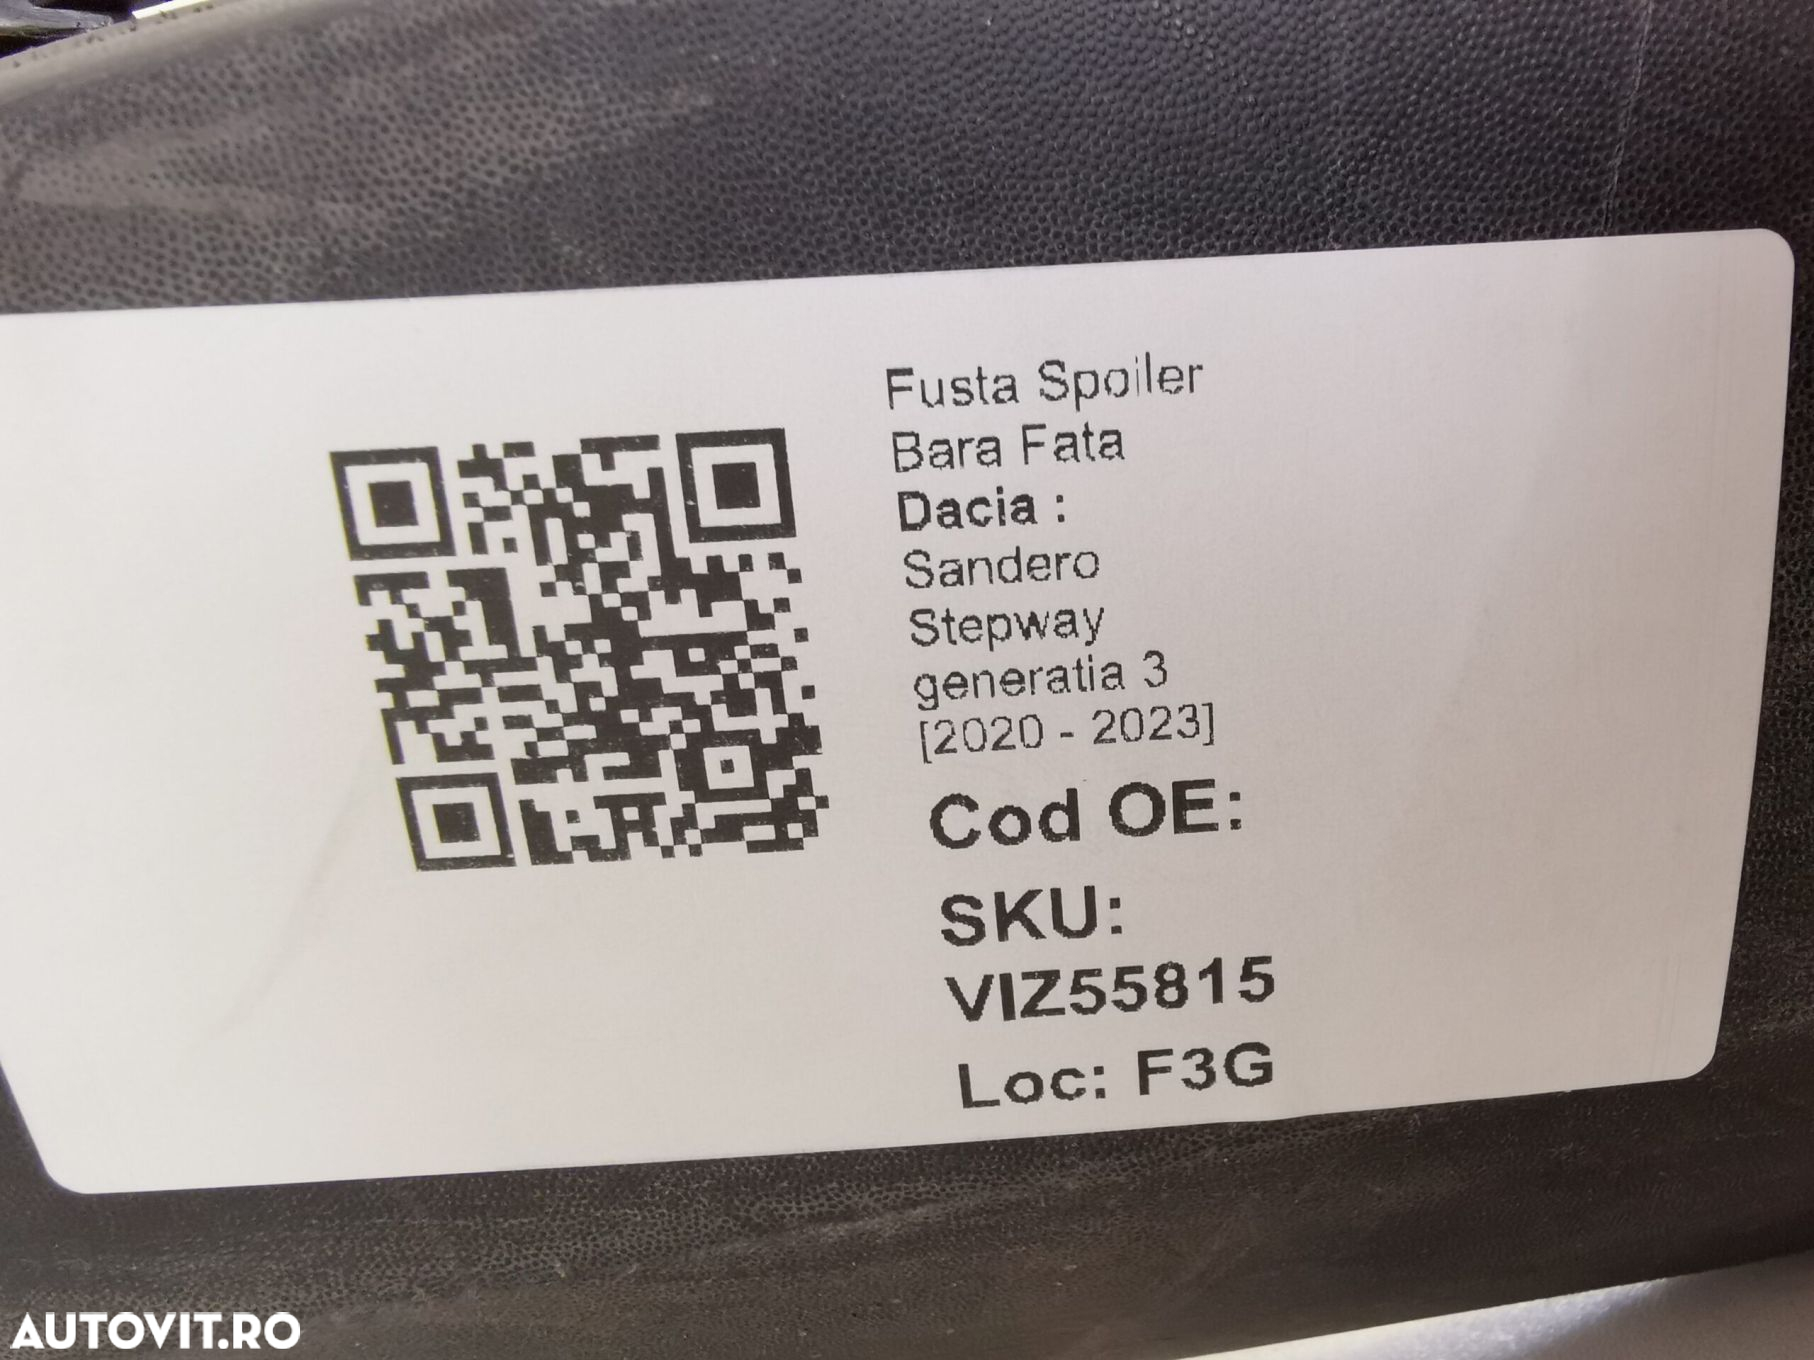 Fusta Spoiler
Bara Fata
Dacia :
Sandero
Stepway
generatia 3
[2020 - 2023]
Cod OE:
SKU:
VIZ55815
Loc: F3G
AUTOVIT.RO